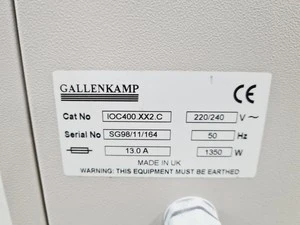 GALLENKAMP CE
Cat No IOC400.XX2.C 220/240 V~
Serial No SG98/11/164 50 Hz
13.0 A 1350 W
MADE IN UK
WARNING: THIS EQUIPMENT MUST BE EARTHED